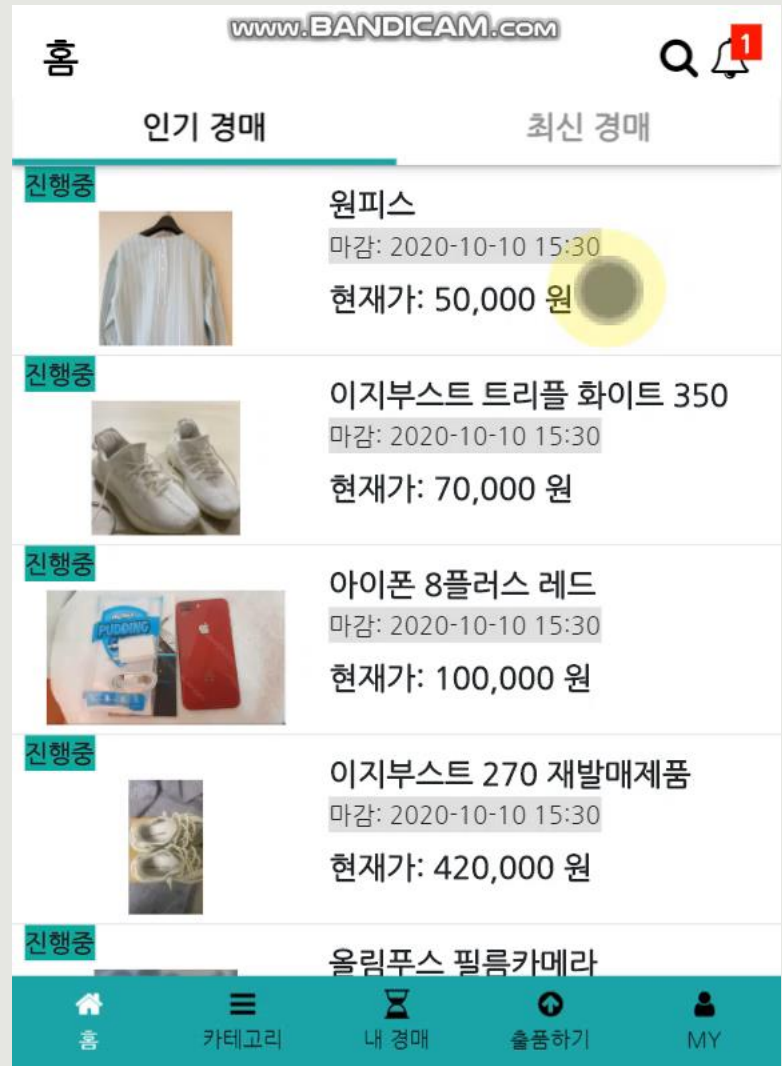 www.BANDICAM.com
홈
1
인기 경매
최신 경매
진행중
원피스
마감: 2020-10-10 15:30
현재가: 50,000 원
진행중
이지부스트 트리플 화이트 350
마감: 2020-10-10 15:30
현재가: 70,000 원
진행중
아이폰 8플러스 레드
마감: 2020-10-10 15:30
현재가: 100,000 원
PUDDING
진행중
이지부스트 270 재발매제품
마감: 2020-10-10 15:30
현재가: 420,000 원
진행중
올림푸스 필름카메라
홈
카테고리
내 경매
출품하기
MY